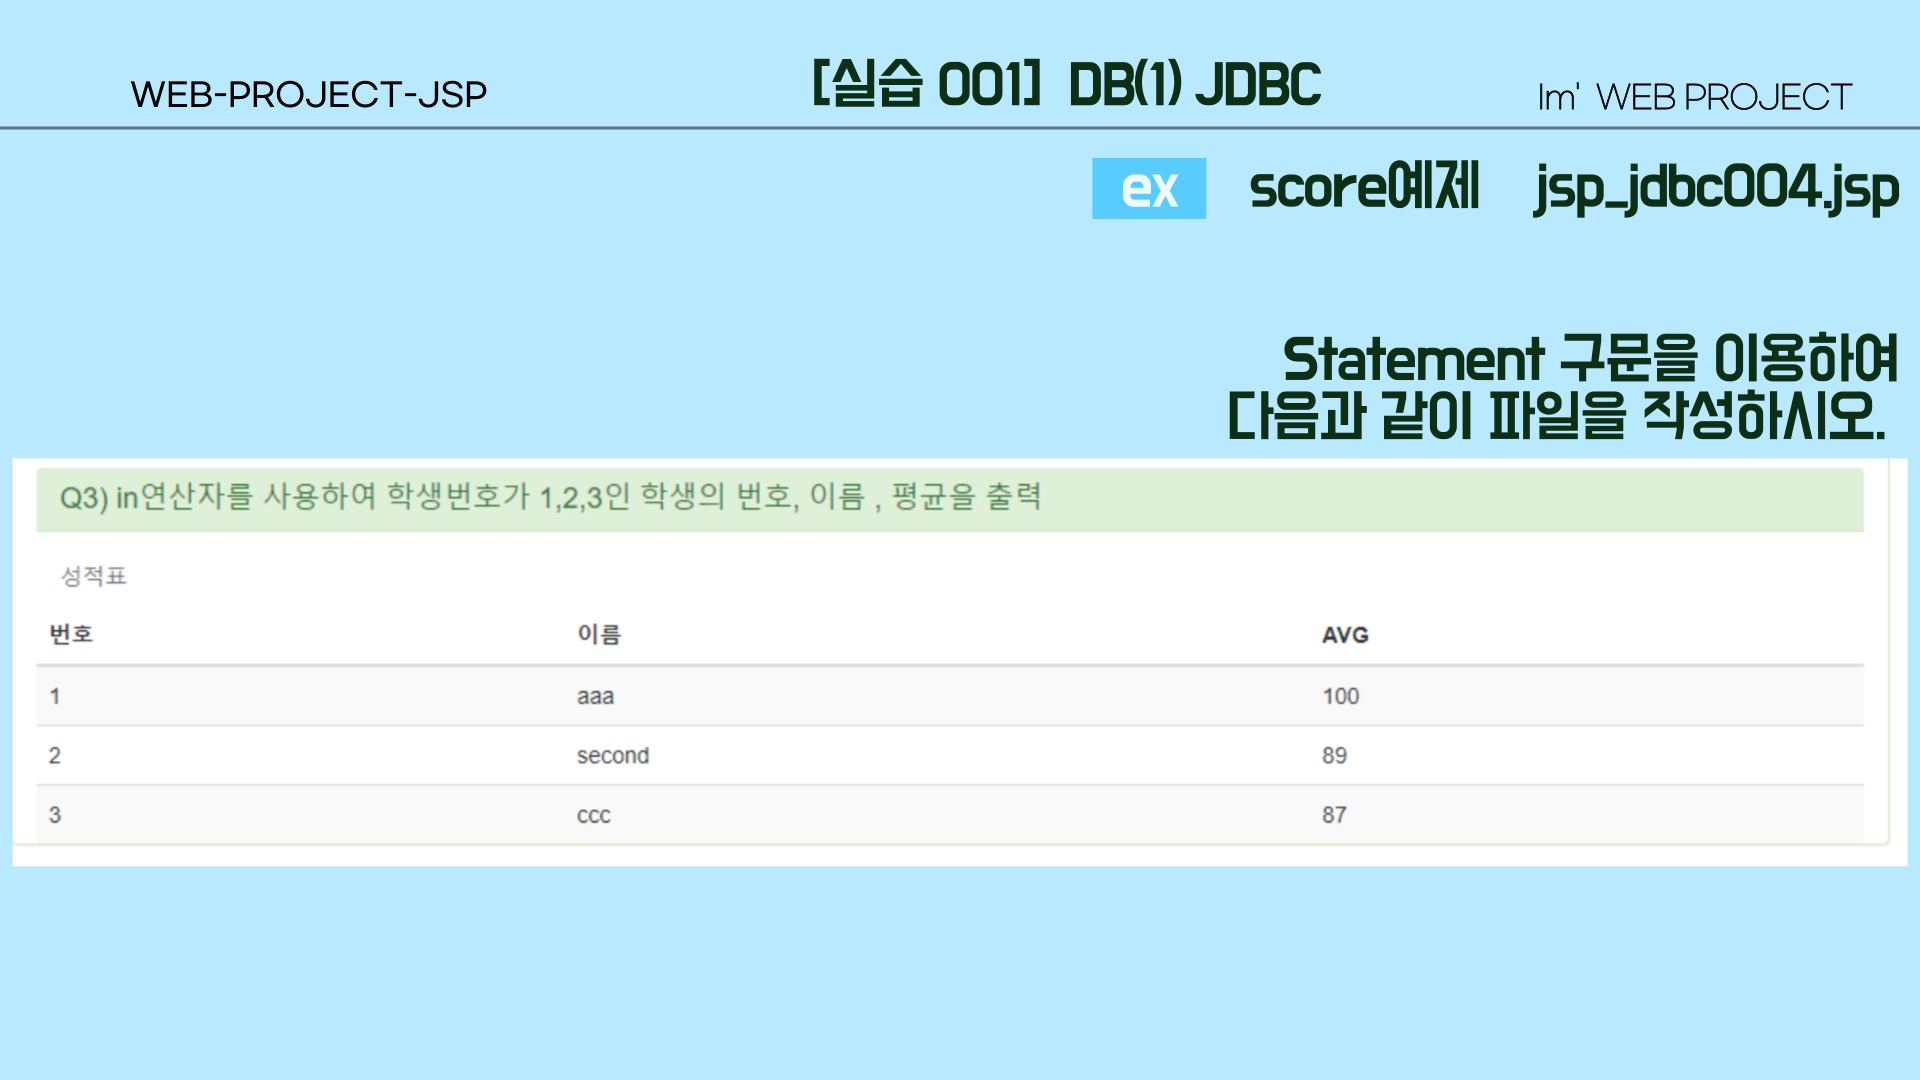 WEB-PROJECT-JSP
[실습 001] DB(1) JDBC
Im' WEB PROJECT
ex score예제 jsp_jdbc004.jsp
Statement 구문을 이용하여
다음과 같이 파일을 작성하시오.
Q3) in연산자를 사용하여 학생번호가 1,2,3인 학생의 번호, 이름 , 평균을 출력
성적표
번호 이름 AVG
1 aaa 100
2 second 89
3 ccc 87